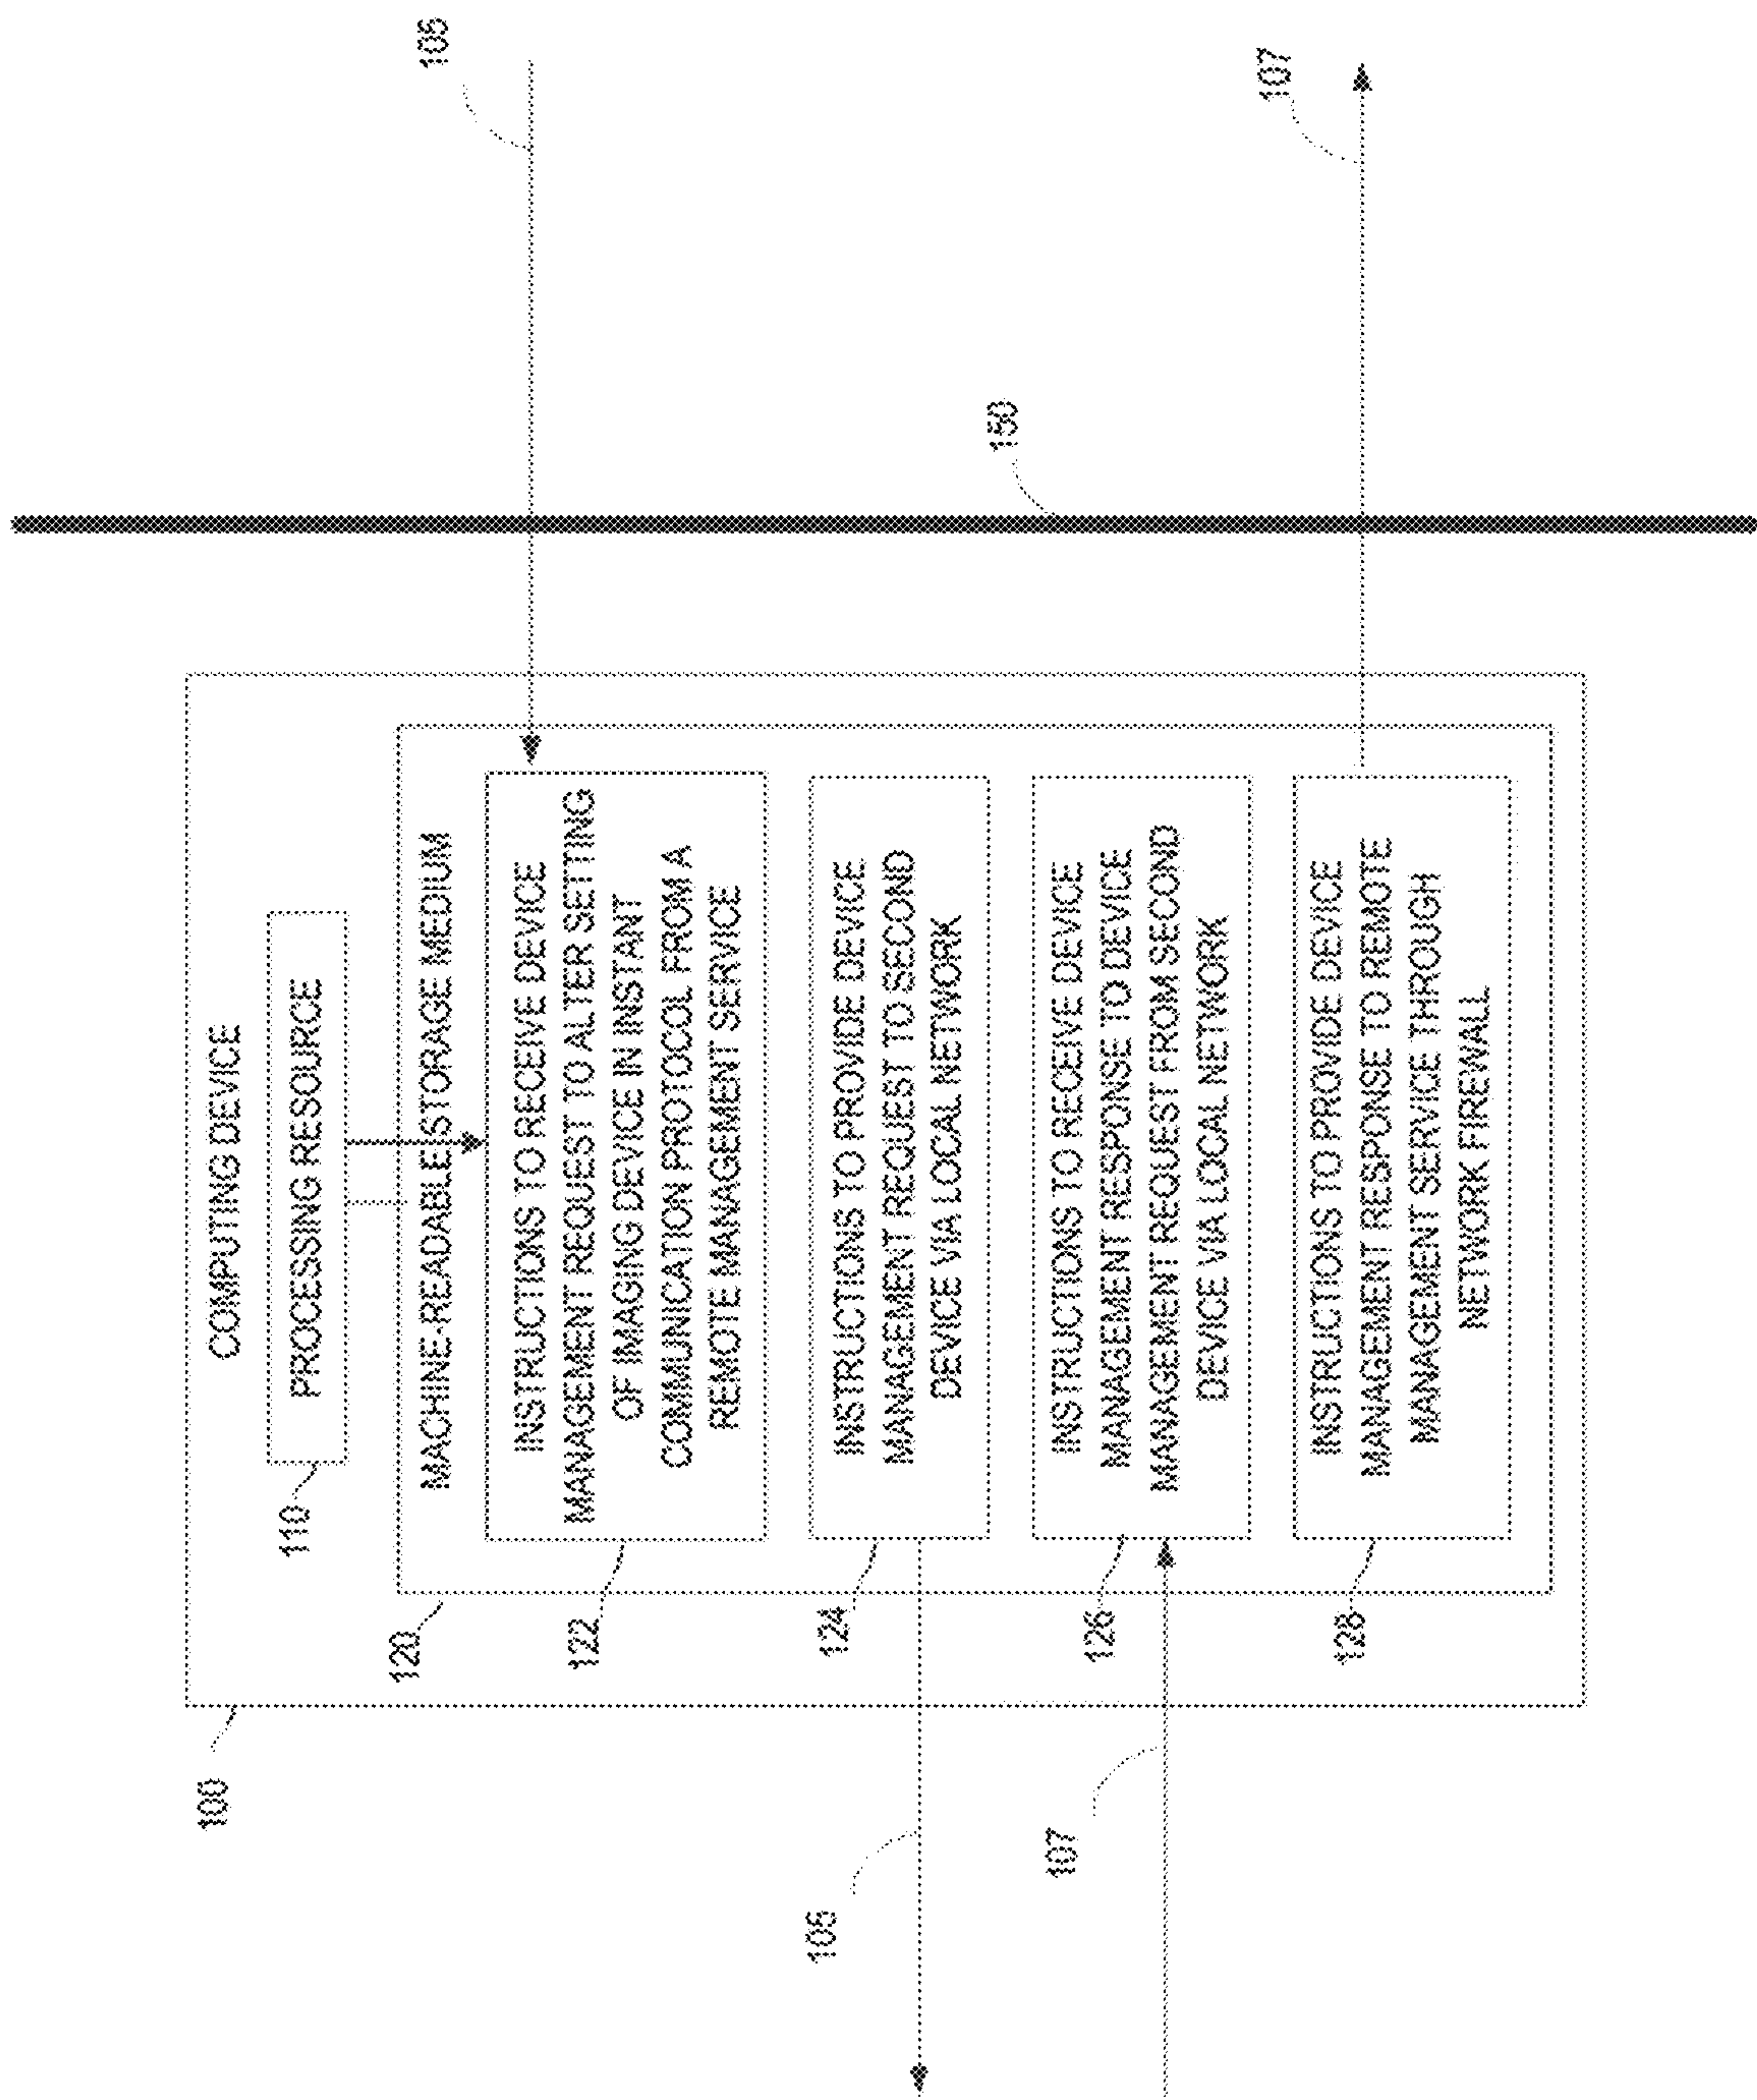 100
COMPUTING DEVICE
110
PROCESSING RESOURCE
120
MACHINE-READABLE STORAGE MEDIUM
122
INSTRUCTIONS TO RECEIVE DEVICE
MANAGEMENT REQUEST TO ALTER SETTING
OF IMAGING DEVICE IN INSTANT
COMMUNICATION PROTOCOL FROM A
REMOTE MANAGEMENT SERVICE
105
124
INSTRUCTIONS TO PROVIDE DEVICE
MANAGEMENT REQUEST TO SECOND
DEVICE VIA LOCAL NETWORK
105
126
INSTRUCTIONS TO RECEIVE DEVICE
MANAGEMENT RESPONSE TO DEVICE
MANAGEMENT REQUEST FROM SECOND
DEVICE VIA LOCAL NETWORK
107
150
128
INSTRUCTIONS TO PROVIDE DEVICE
MANAGEMENT RESPONSE TO REMOTE
MANAGEMENT SERVICE THROUGH
NETWORK FIREWALL
107